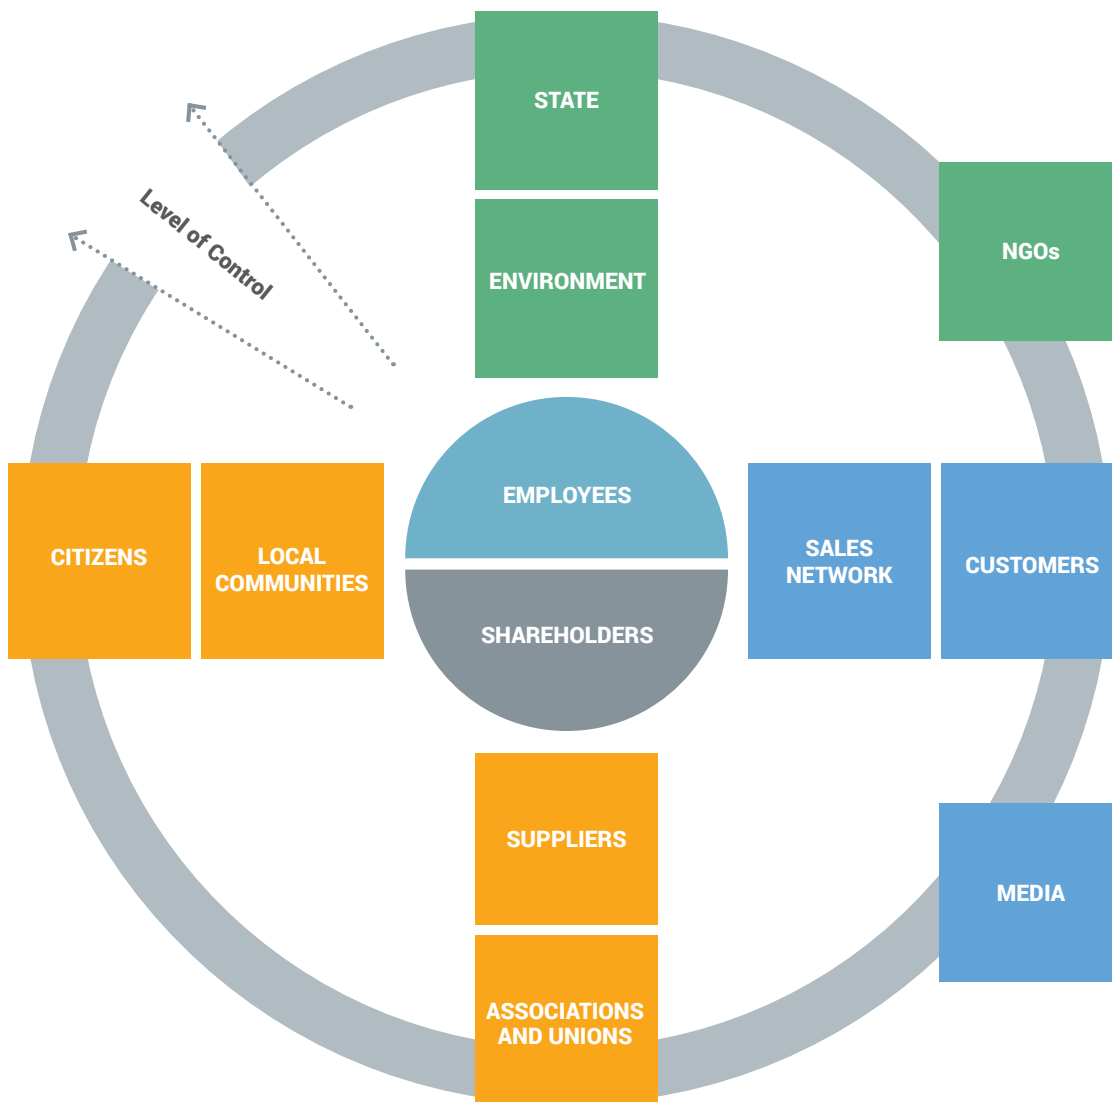 STATE
Level of Control
NGOs
ENVIRONMENT
EMPLOYEES
CITIZENS
LOCAL
COMMUNITIES
SALES
NETWORK
CUSTOMERS
SHAREHOLDERS
SUPPLIERS
MEDIA
ASSOCIATIONS
AND UNIONS